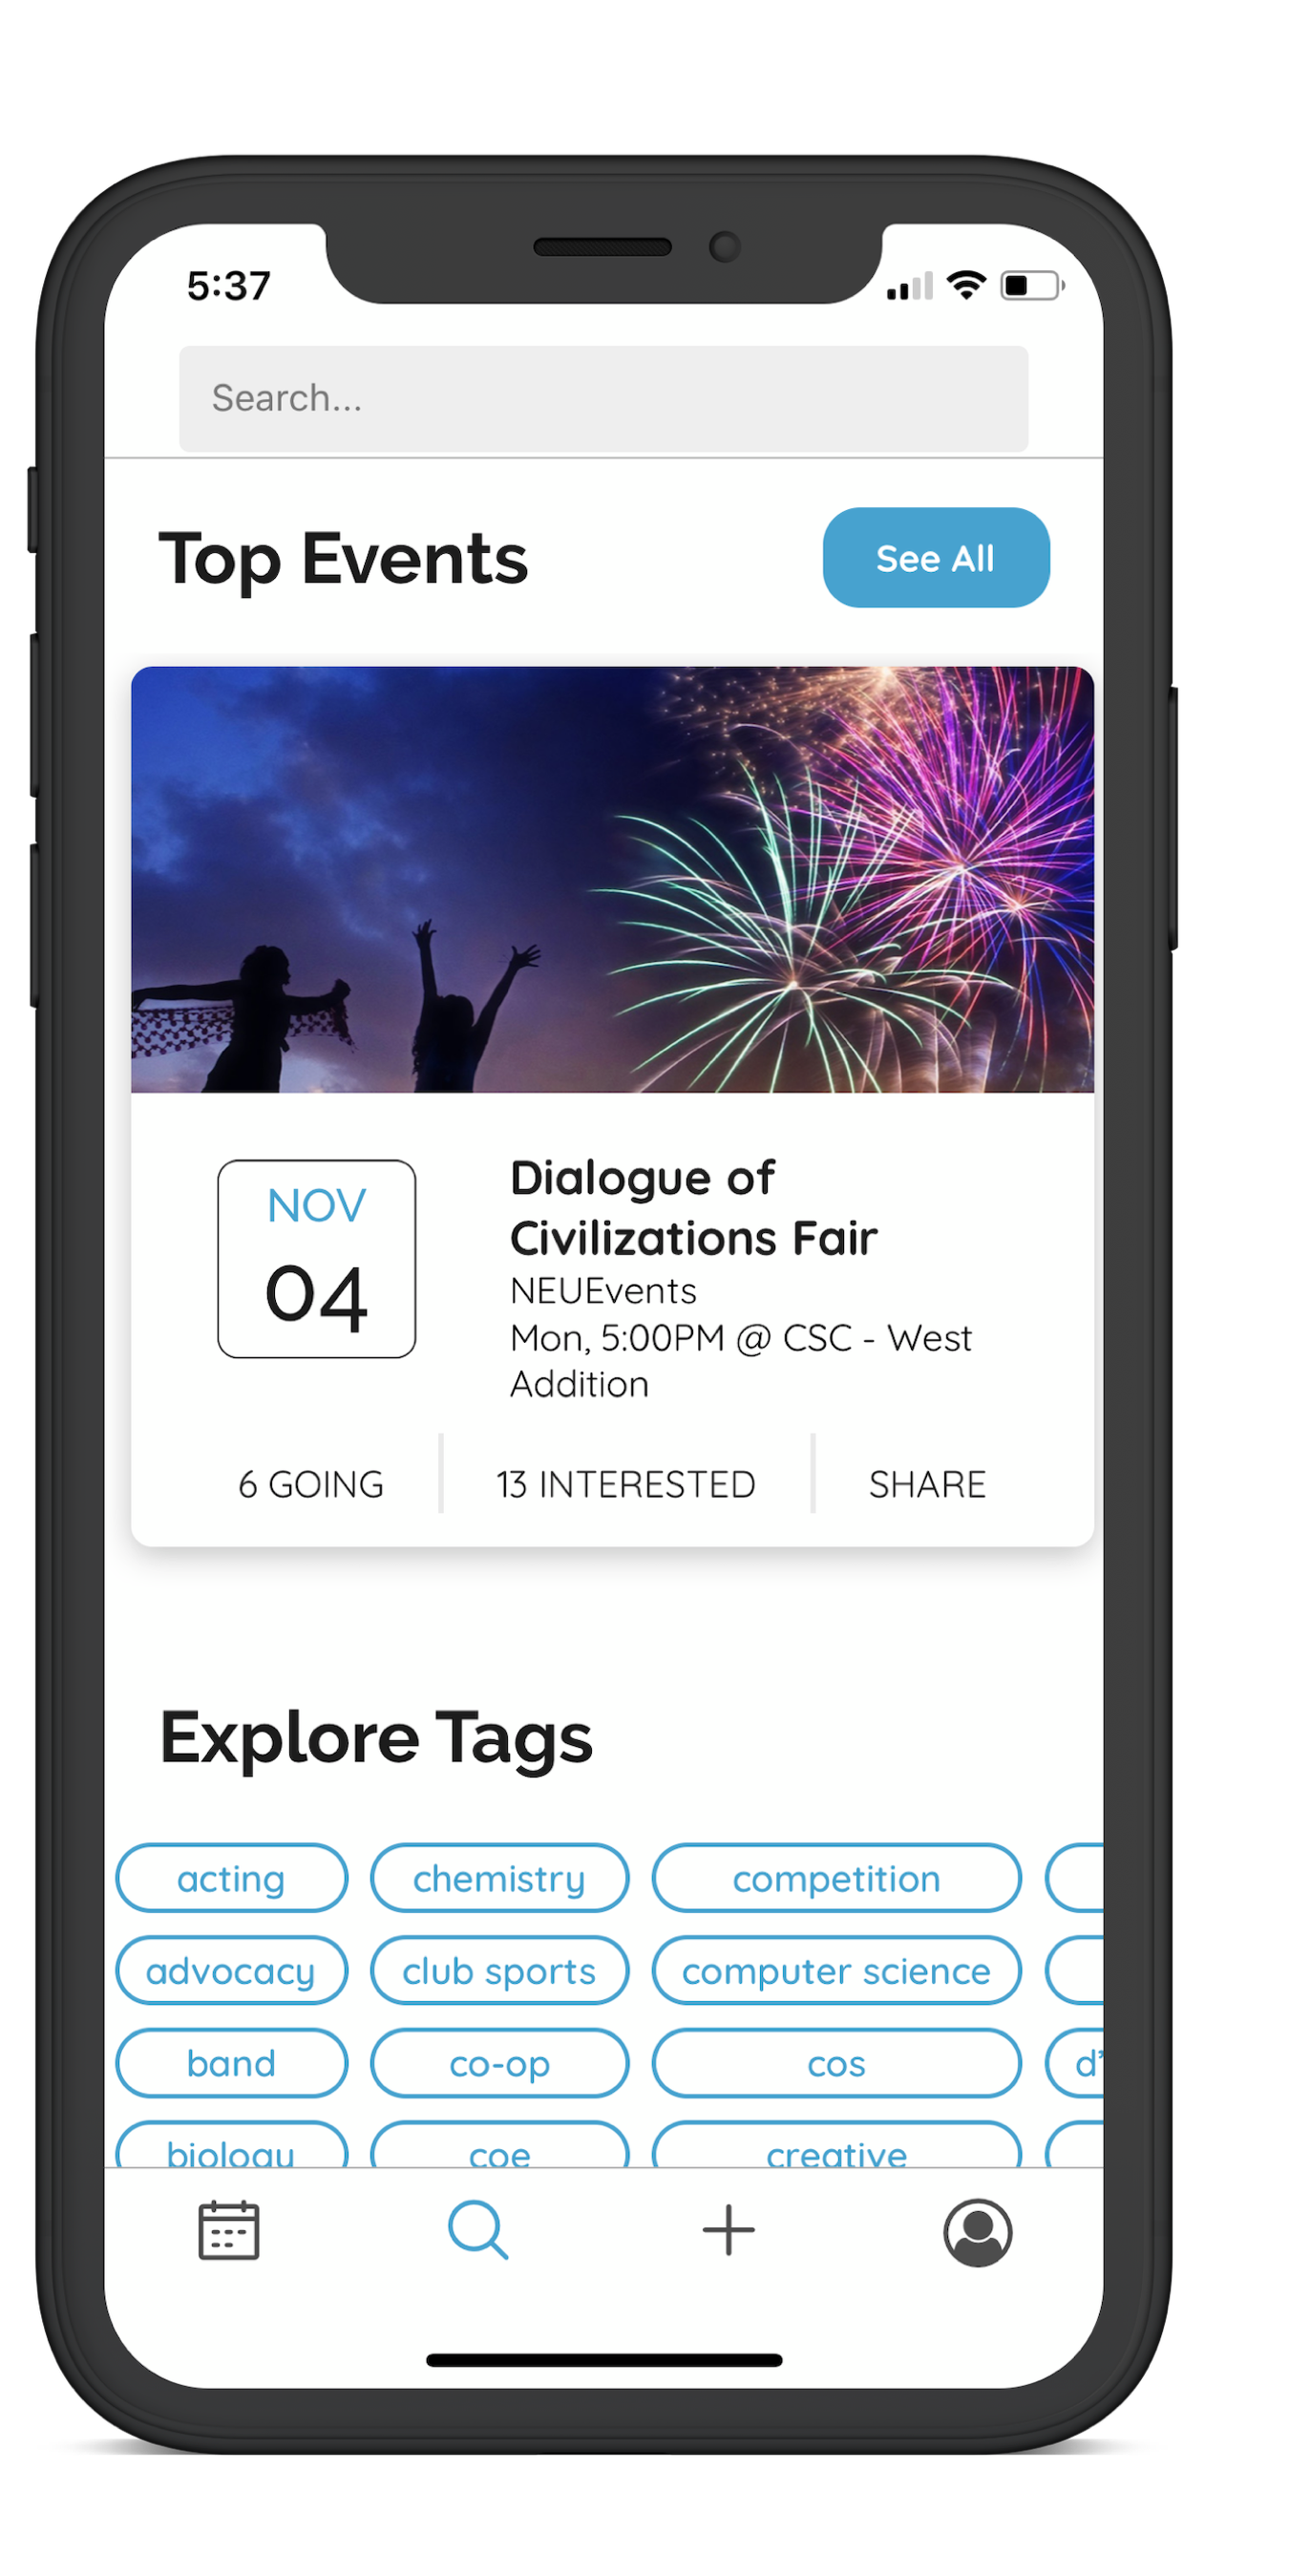 5:37
Search...
Top Events
See All
NOV
04
Dialogue of
Civilizations Fair
NEUEvents
Mon, 5:00PM @ CSC - West
Addition
6 GOING
13 INTERESTED
SHARE
Explore Tags
acting chemistry competition
advocacy club sports computer science
band co-op cos d'
biology coe creative